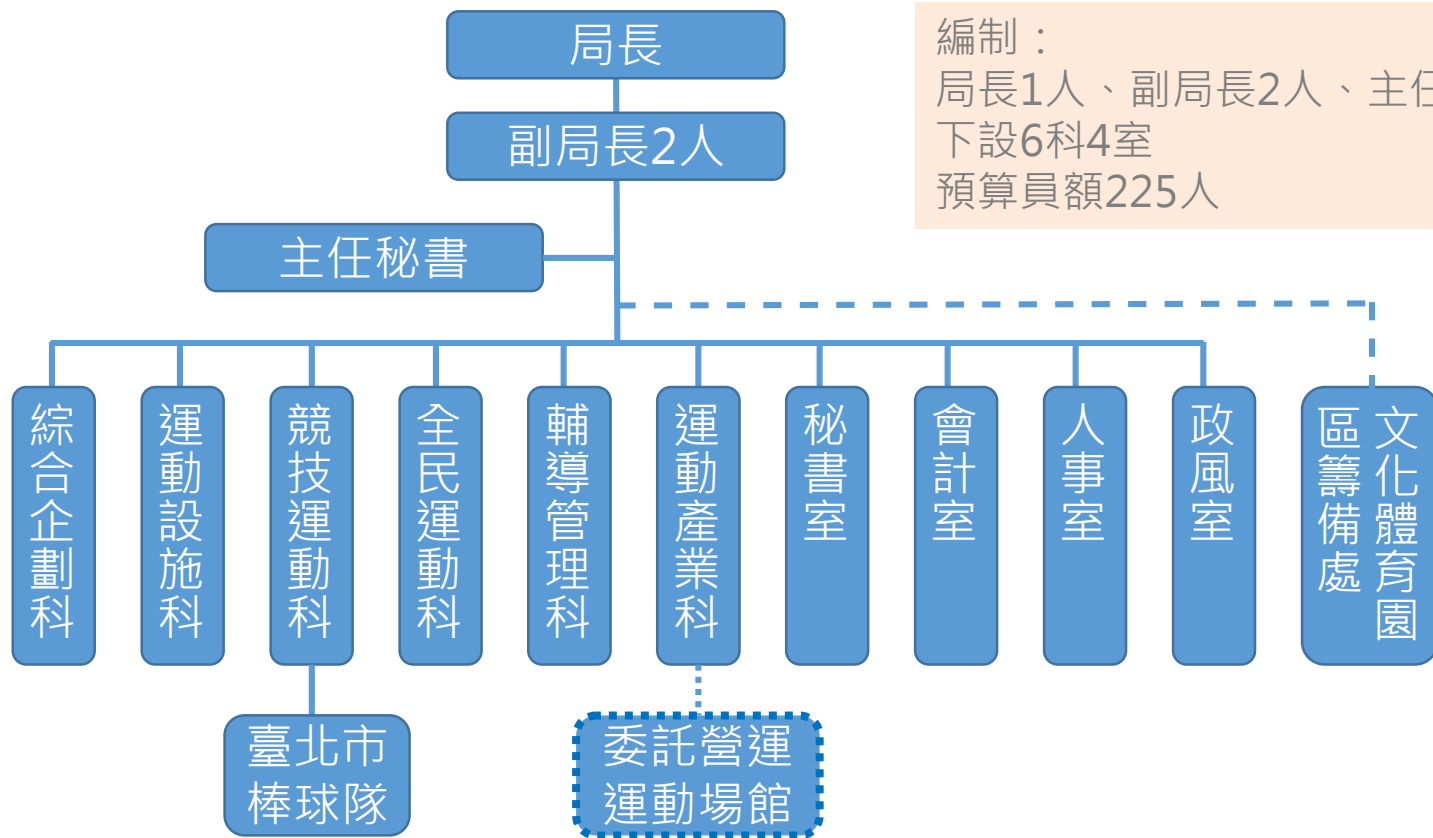 局長
編制：
局長1人、副局長2人、主任
下設6科4室
預算員額225人
副局長2人
主任秘書
綜合企劃科
運動設施科
競技運動科
全民運動科
輔導管理科
運動產業科
秘書室
會計室
人事室
政風室
文化體育園
區籌備處
臺北市
棒球隊
委託營運
運動場館